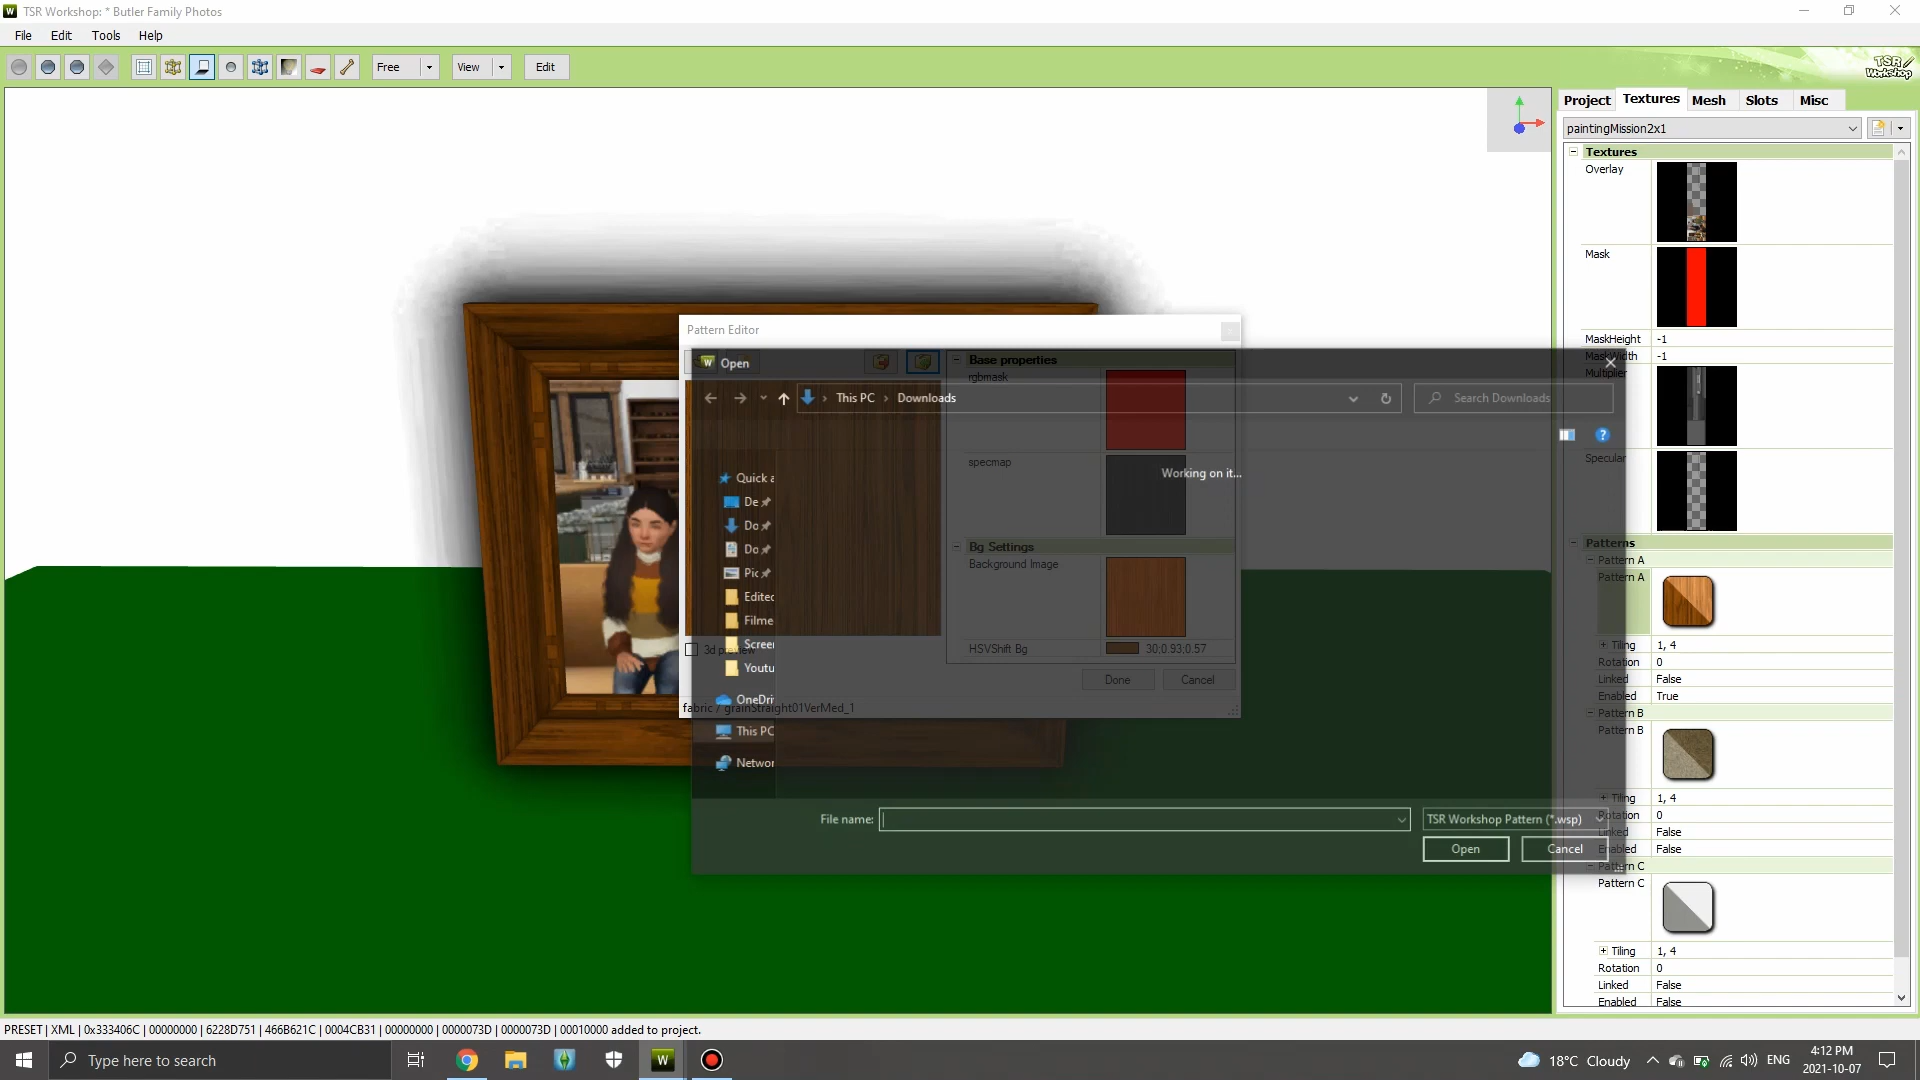 TSR Workshop: * Butler Family Photos
File Edit Tools Help
Free View Edit
TSR Workshop
Project Textures Mesh Slots Misc
paintingMission2x1
Textures
Overlay
Mask
MaskHeight -1
MaskWidth -1
Multiplier
Specular
Patterns
Pattern A
Pattern A
Tiling 1, 4
Rotation 0
Linked False
Enabled True
Pattern B
Pattern B
Tiling 1, 4
Rotation 0
Linked False
Enabled False
Pattern C
Pattern C
Tiling 1, 4
Rotation 0
Linked False
Enabled False
Pattern Editor
Base properties
rgbmask
specmap
Bg Settings
Background Image
HSVShift Bg 30;0.93;0.57
3d preview
Done Cancel
fabric / grainStraight01VerMed_1
Open
This PC Downloads
Search Downloads
Working on it...
Quick a
De
Do
Do
Pic
Edited
Filme
Screen
Youtu
OneDri
This PC
Networ
File name: TSR Workshop Pattern (*.wsp)
Open Cancel
PRESET | XML | 0x333406C | 00000000 | 6228D751 | 466B621C | 0004CB31 | 00000000 | 0000073D | 0000073D | 00010000 added to project.
Type here to search
18°C Cloudy
ENG
4:12 PM
2021-10-07